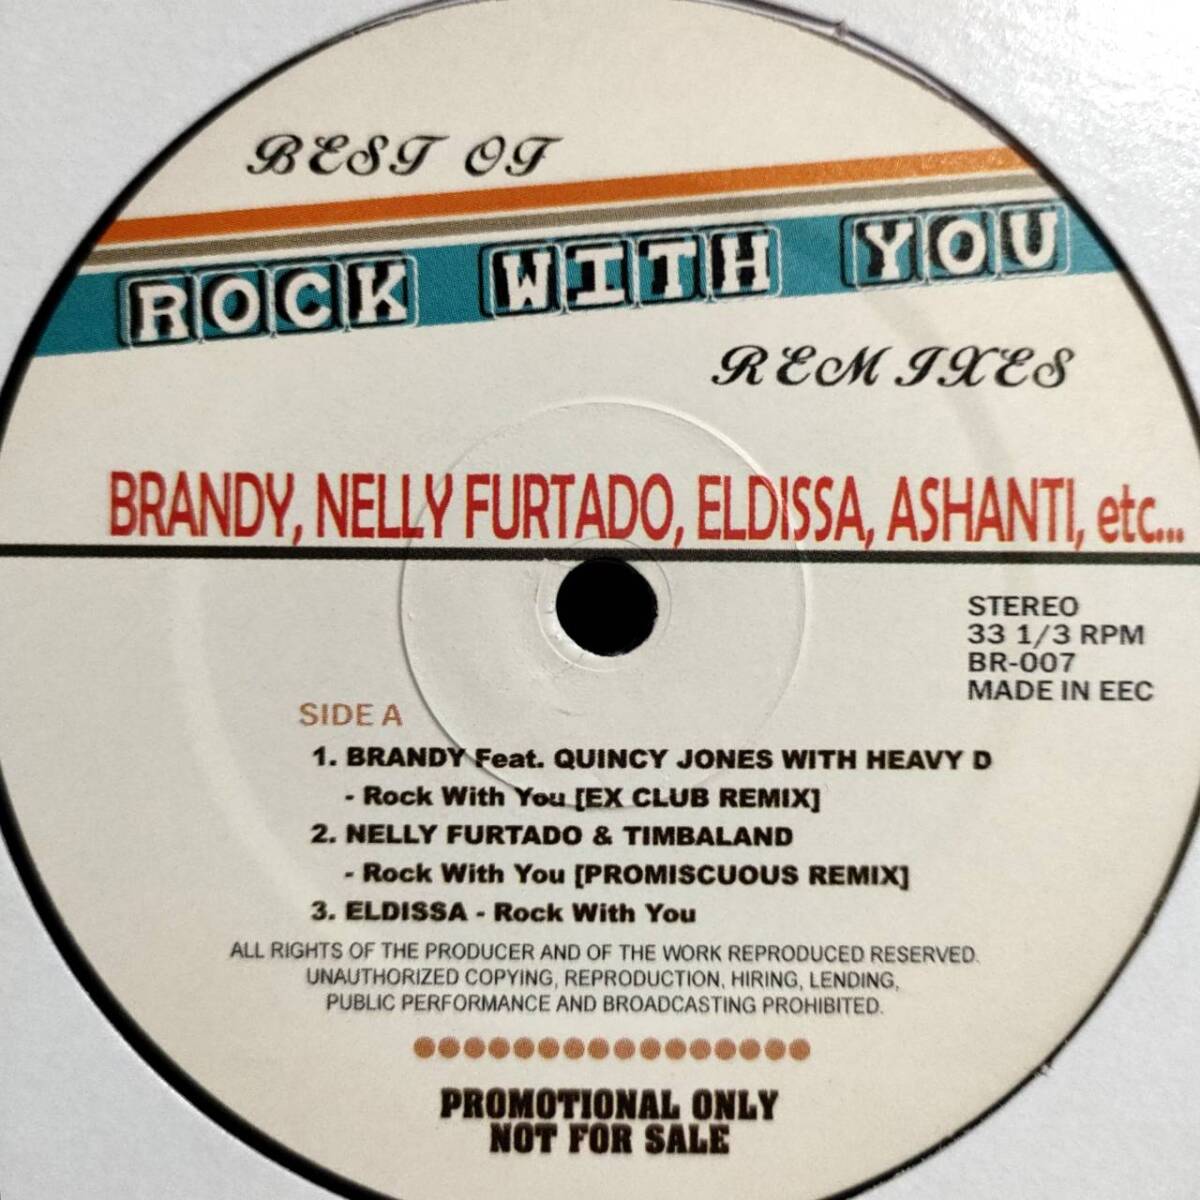 BEST OF
ROCK WITH YOU
REMIXES
BRANDY, NELLY FURTADO, ELDISSA, ASHANTI, etc...
STEREO
33 1/3 RPM
BR-007
MADE IN EEC
SIDE A
1. BRANDY Feat. QUINCY JONES WITH HEAVY D
- Rock With You [EX CLUB REMIX]
2. NELLY FURTADO & TIMBALAND
- Rock With You [PROMISCUOUS REMIX]
3. ELDISSA - Rock With You
ALL RIGHTS OF THE PRODUCER AND OF THE WORK REPRODUCED RESERVED.
UNAUTHORIZED COPYING, REPRODUCTION, HIRING, LENDING,
PUBLIC PERFORMANCE AND BROADCASTING PROHIBITED.
PROMOTIONAL ONLY
NOT FOR SALE